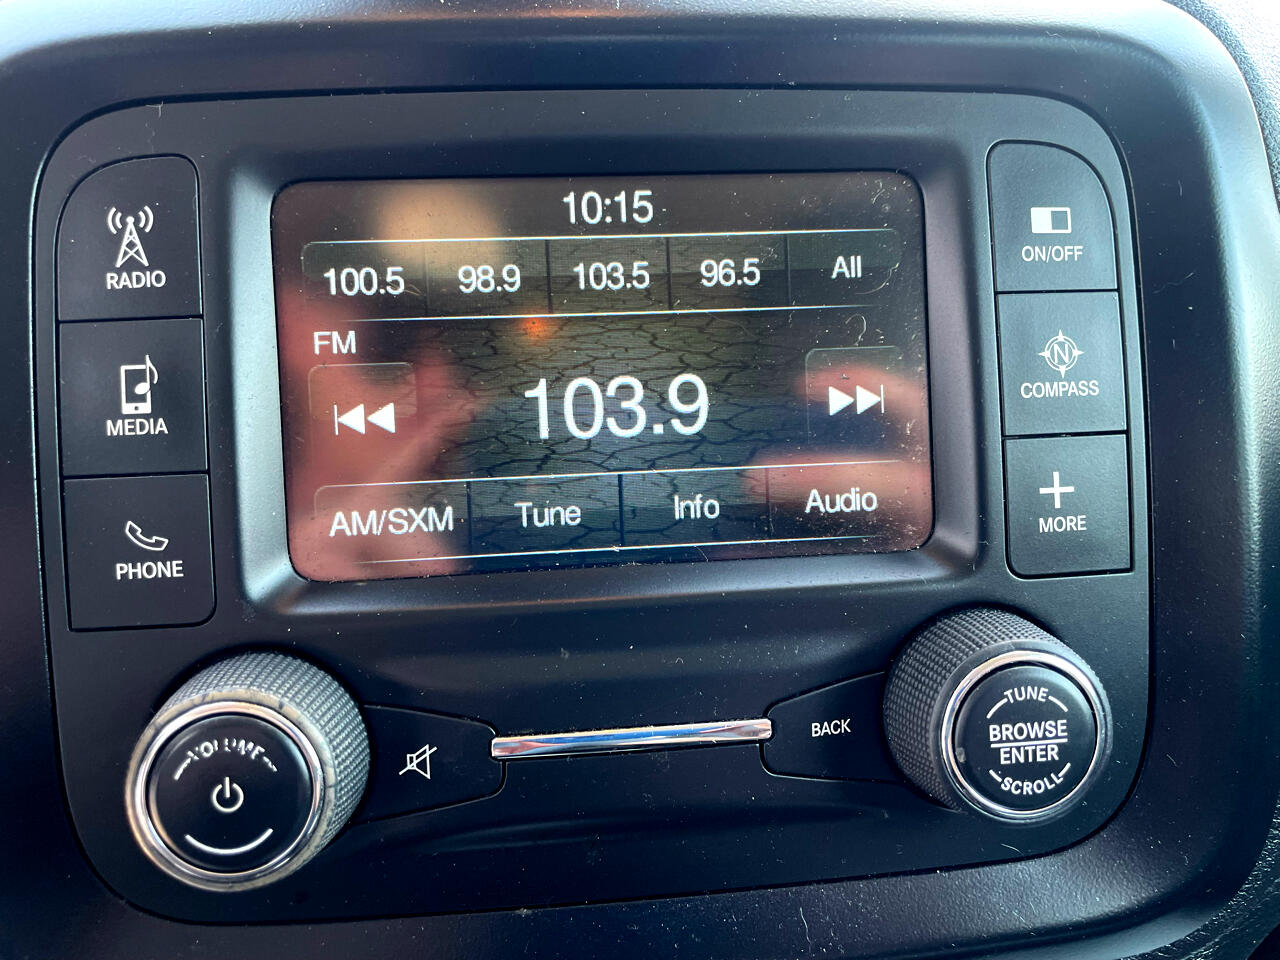 10:15
100.5 98.9 103.5 96.5 All
FM
103.9
AM/SXM Tune Info Audio
RADIO
MEDIA
PHONE
ON/OFF
N
COMPASS
MORE
VOLUME
BACK
TUNE
BROWSE
ENTER
SCROLL